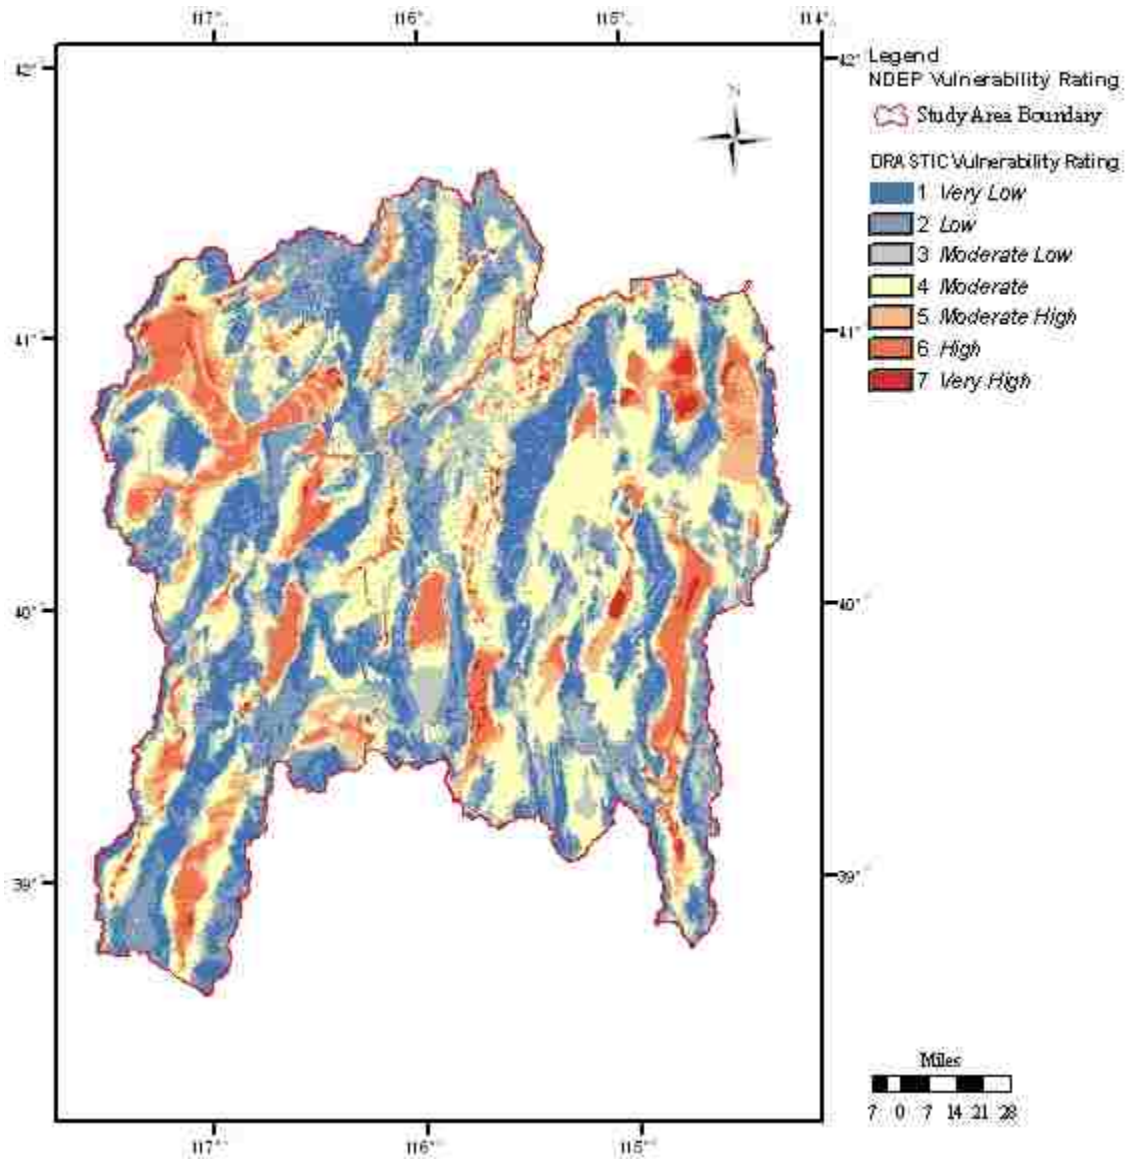 117°
116°
115°
114°
42°
42°
Legend
NDEP Vulnerability Rating
N
Study Area Boundary
DRASTIC Vulnerability Rating
1 Very Low
2 Low
3 Moderate Low
4 Moderate
5 Moderate High
6 High
7 Very High
41°
41°
40°
40°
39°
39°
Miles
7 0 7 14 21 28
117°
116°
115°